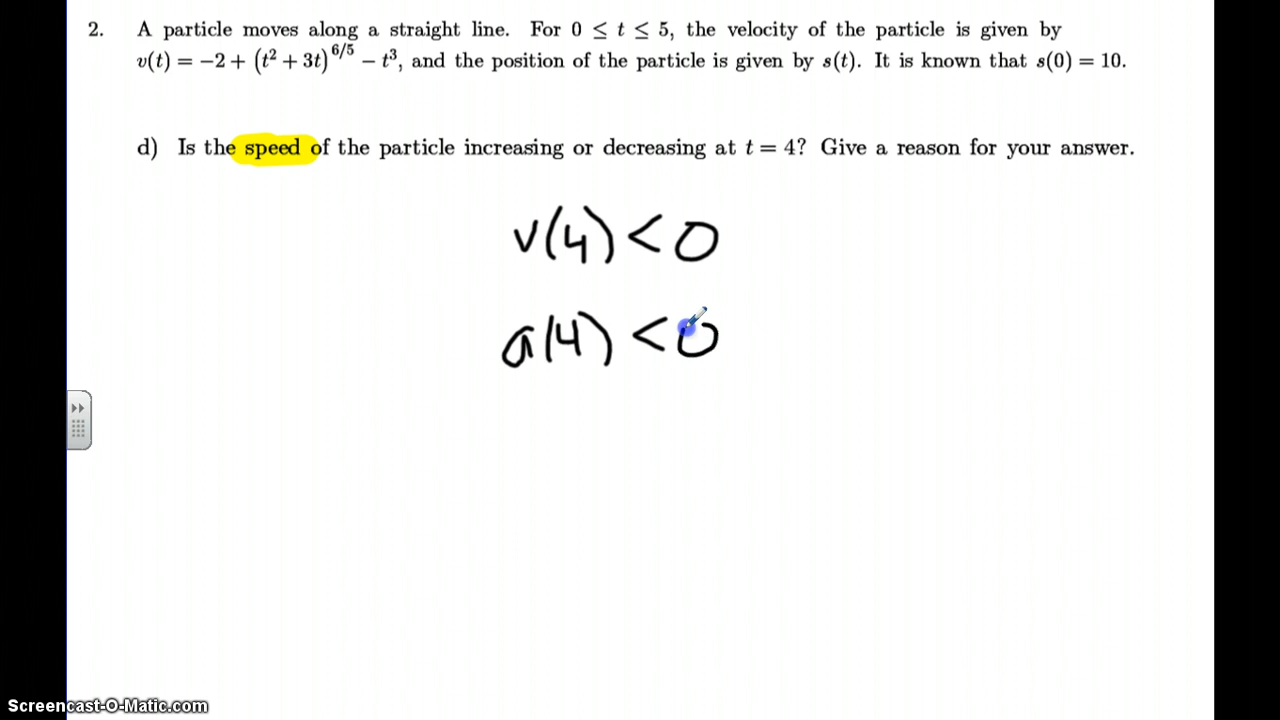 2. A particle moves along a straight line. For 0 ≤ t ≤ 5, the velocity of the particle is given by
v(t) = −2 + (t² + 3t)^{6/5} − t³, and the position of the particle is given by s(t). It is known that s(0) = 10.
d) Is the speed of the particle increasing or decreasing at t = 4? Give a reason for your answer.
v(4) < 0
a(4) < 0
Screencast-O-Matic.com